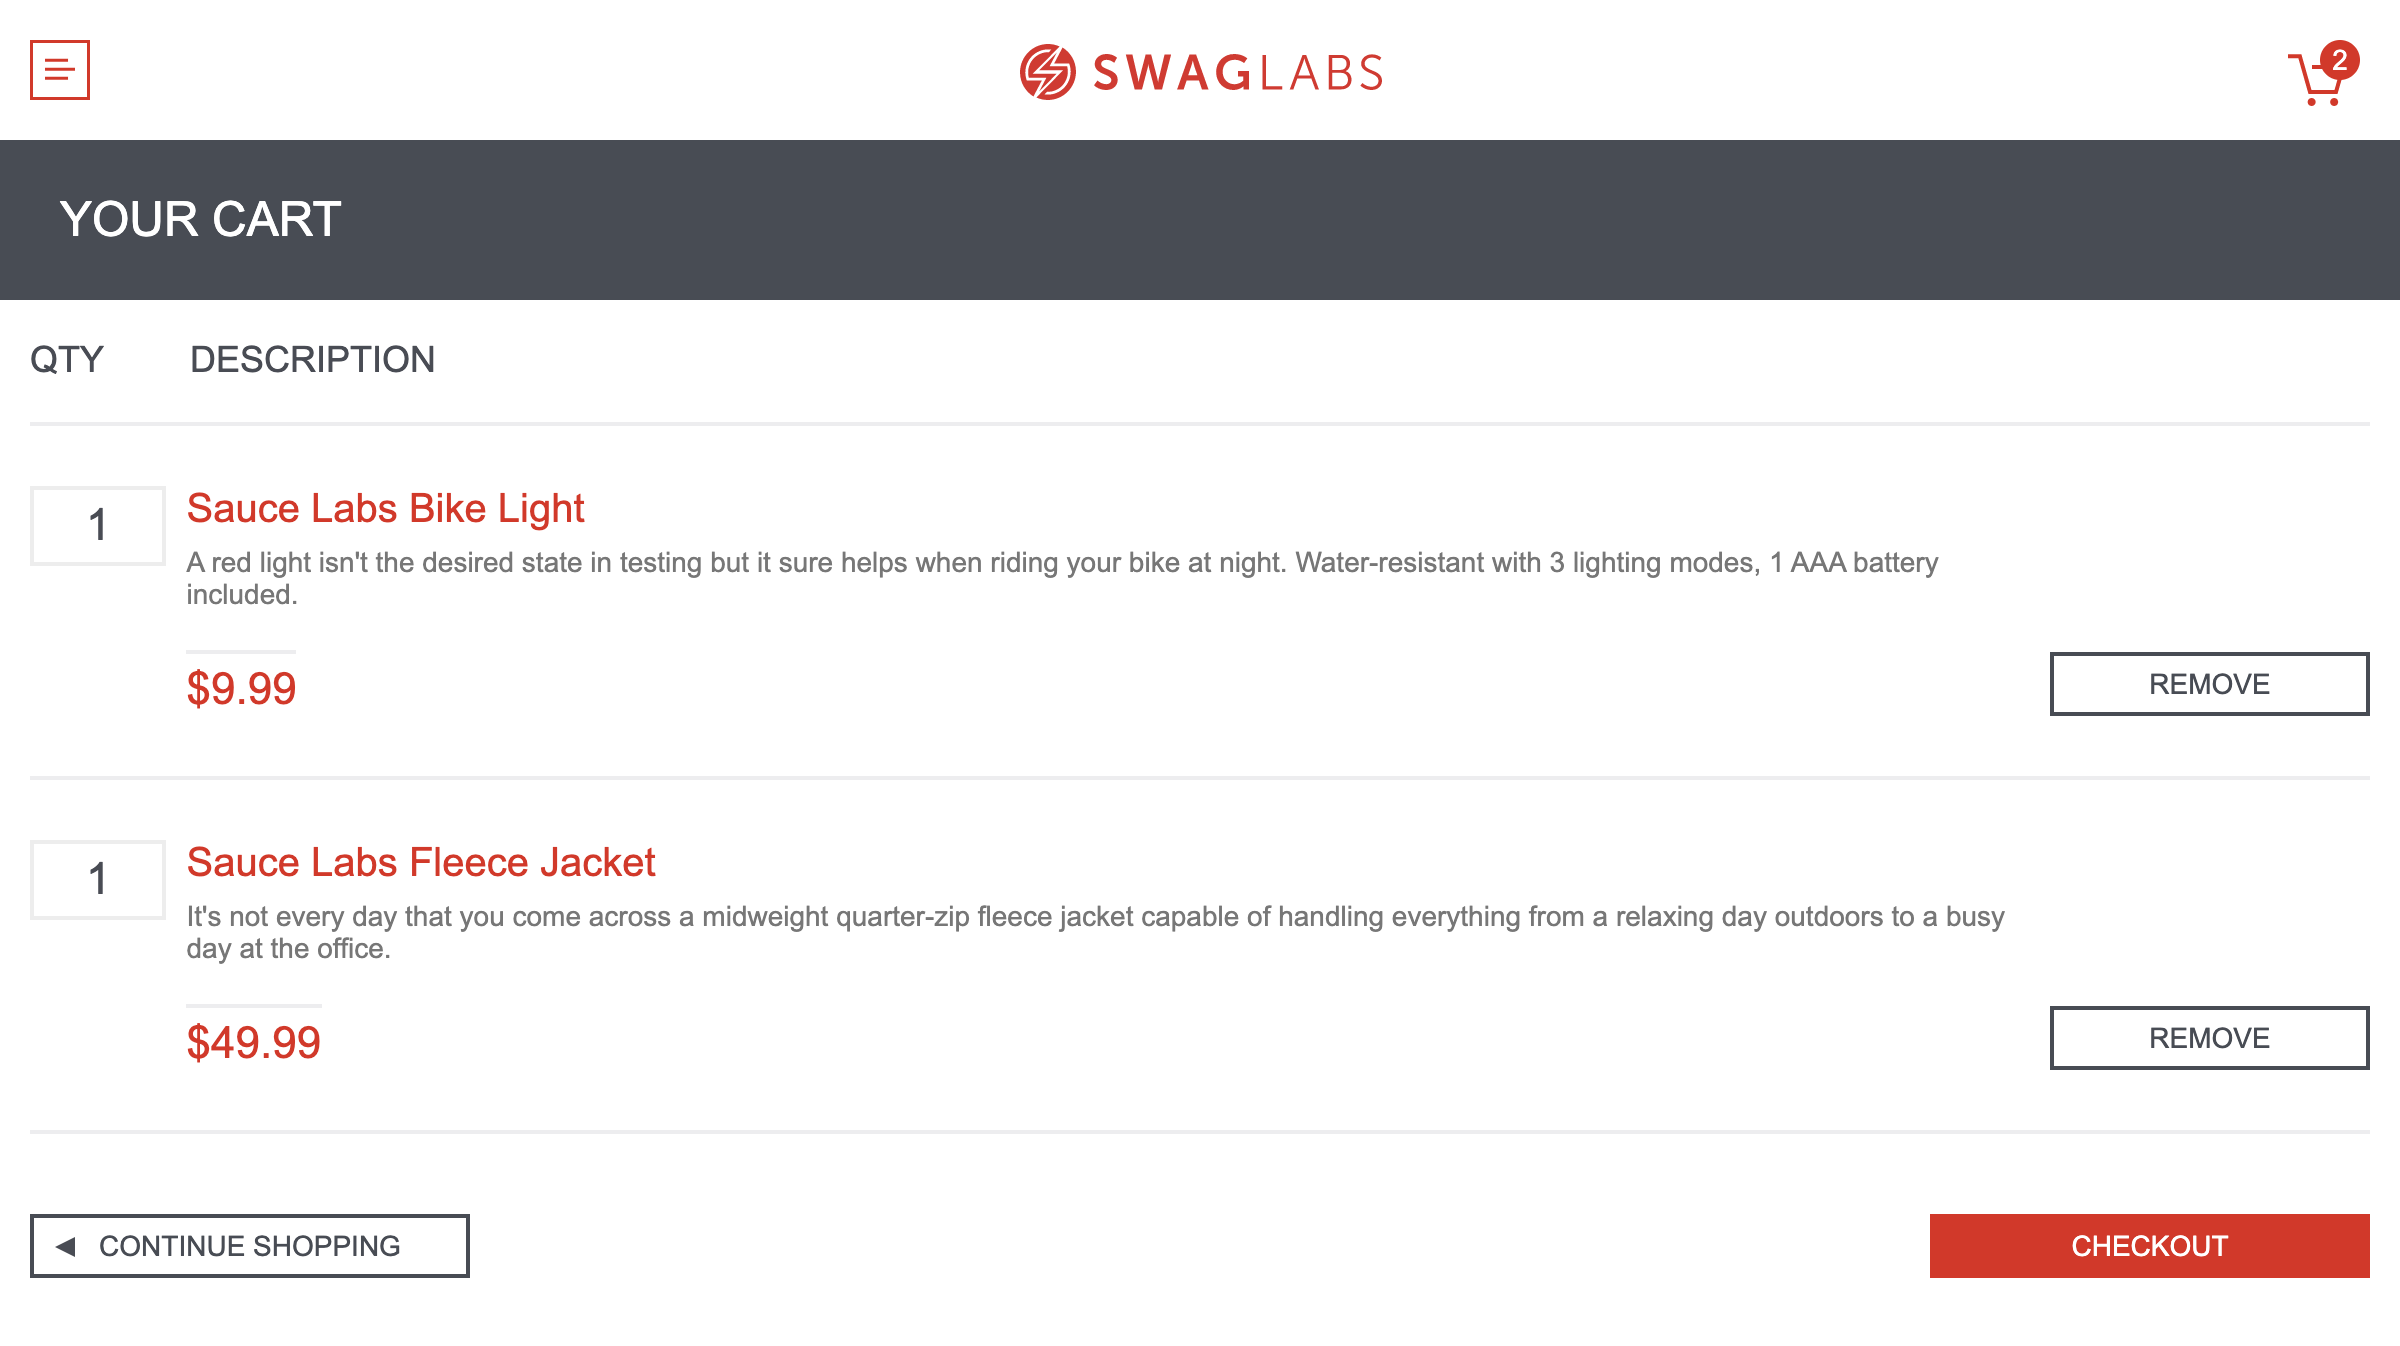 SWAGLABS
2
YOUR CART
QTY DESCRIPTION
1
Sauce Labs Bike Light
A red light isn't the desired state in testing but it sure helps when riding your bike at night. Water-resistant with 3 lighting modes, 1 AAA battery
included.
$9.99
REMOVE
1
Sauce Labs Fleece Jacket
It's not every day that you come across a midweight quarter-zip fleece jacket capable of handling everything from a relaxing day outdoors to a busy
day at the office.
$49.99
REMOVE
CONTINUE SHOPPING
CHECKOUT